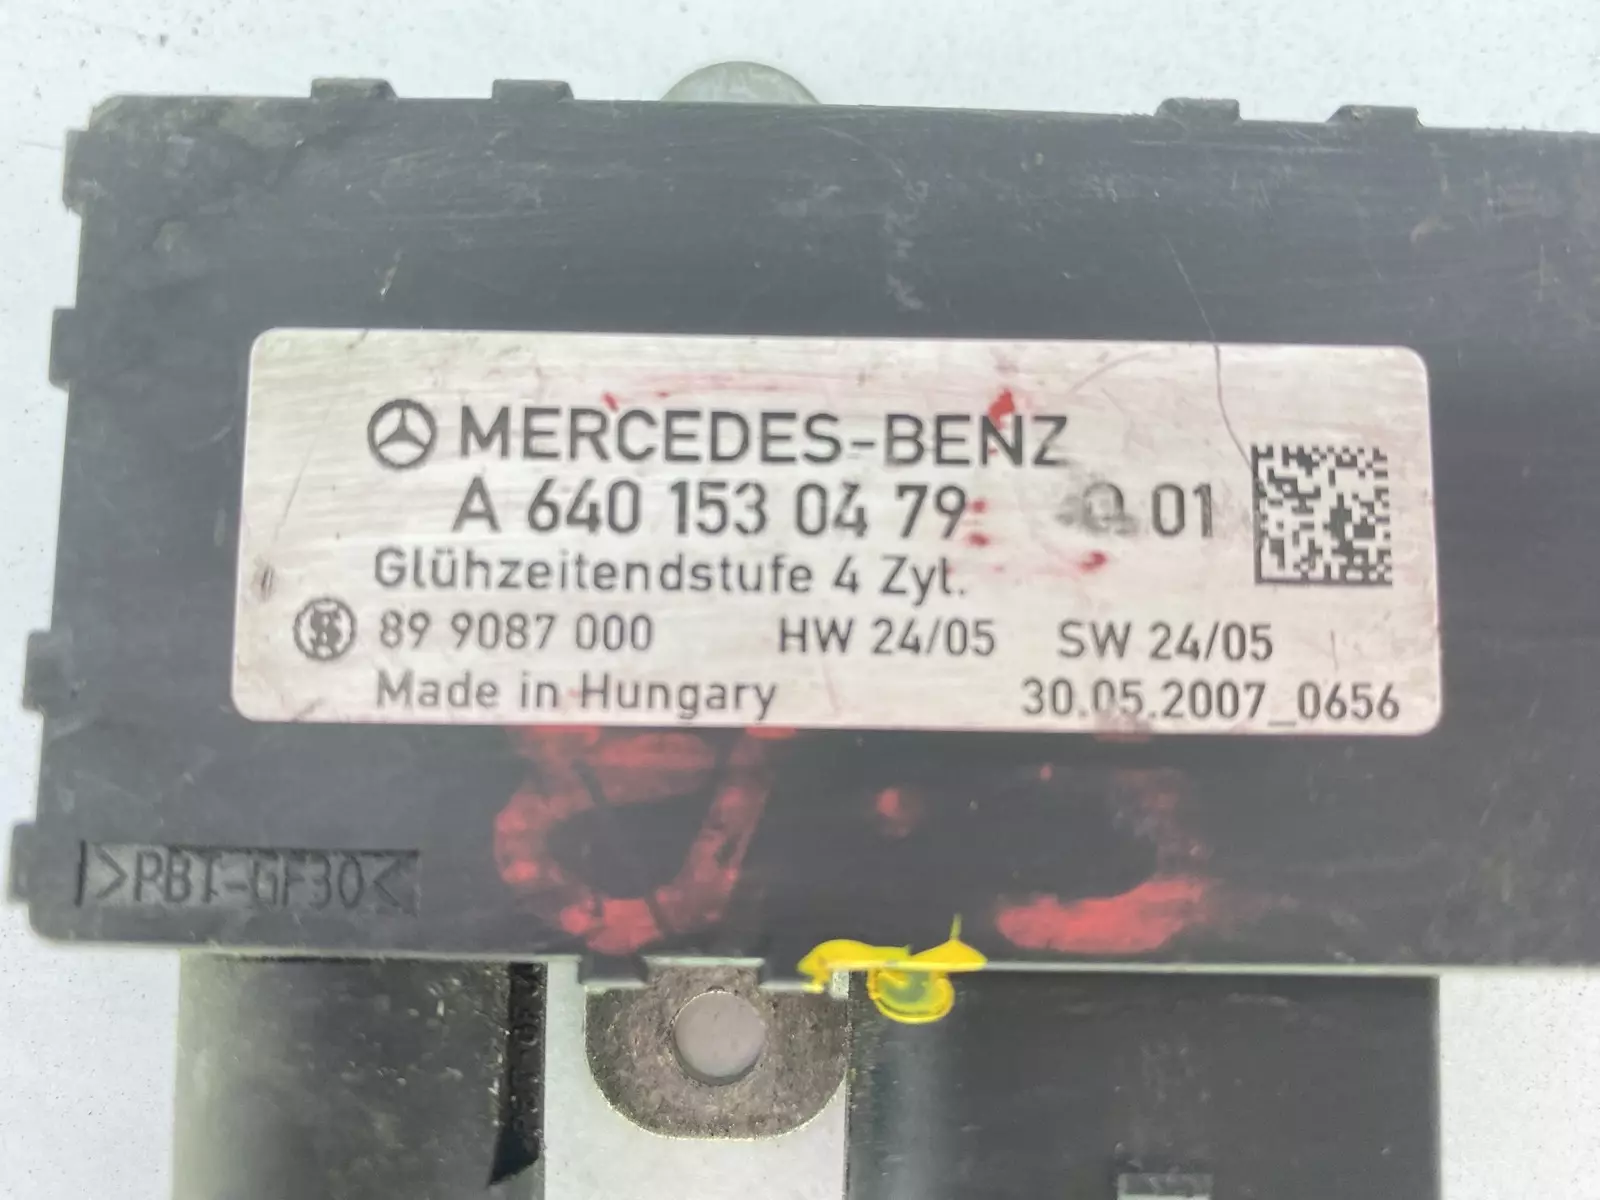 MERCEDES-BENZ
A 640 153 04 79 Q 01
Glühzeitendstufe 4 Zyl.
89 9087 000 HW 24/05 SW 24/05
Made in Hungary 30.05.2007_0656
>PBT-GF30<